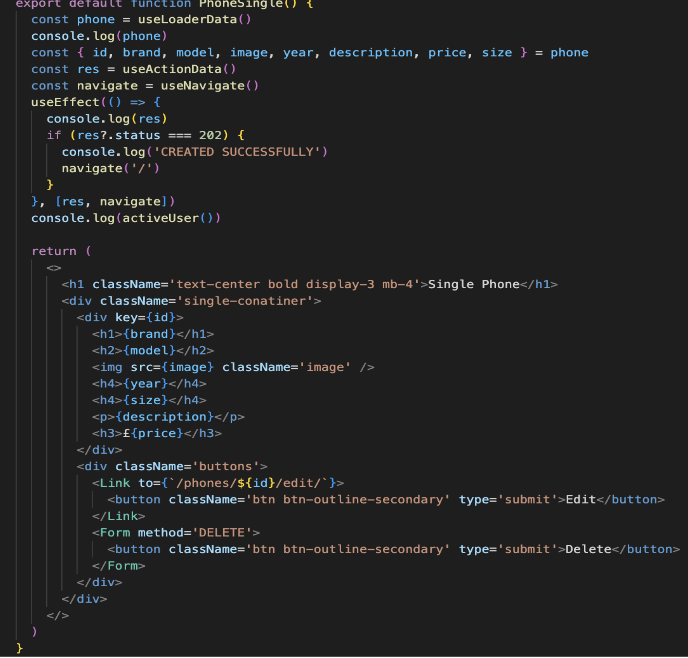 export default function PhoneSingle() {
const phone = useLoaderData()
console.log(phone)
const { id, brand, model, image, year, description, price, size } = phone
const res = useActionData()
const navigate = useNavigate()
useEffect(() => {
console.log(res)
if (res?.status === 202) {
console.log('CREATED SUCCESSFULLY')
navigate('/')
}
}, [res, navigate])
console.log(activeUser())
return (
<>
<h1 className='text-center bold display-3 mb-4'>Single Phone</h1>
<div className='single-conatiner'>
<div key={id}>
<h1>{brand}</h1>
<h2>{model}</h2>
<img src={image} className='image' />
<h4>{year}</h4>
<h4>{size}</h4>
<p>{description}</p>
<h3>£{price}</h3>
</div>
<div className='buttons'>
<Link to={`/phones/${id}/edit/`}>
<button className='btn btn-outline-secondary' type='submit'>Edit</button>
</Link>
<Form method='DELETE'>
<button className='btn btn-outline-secondary' type='submit'>Delete</button>
</Form>
</div>
</div>
</>
)
}